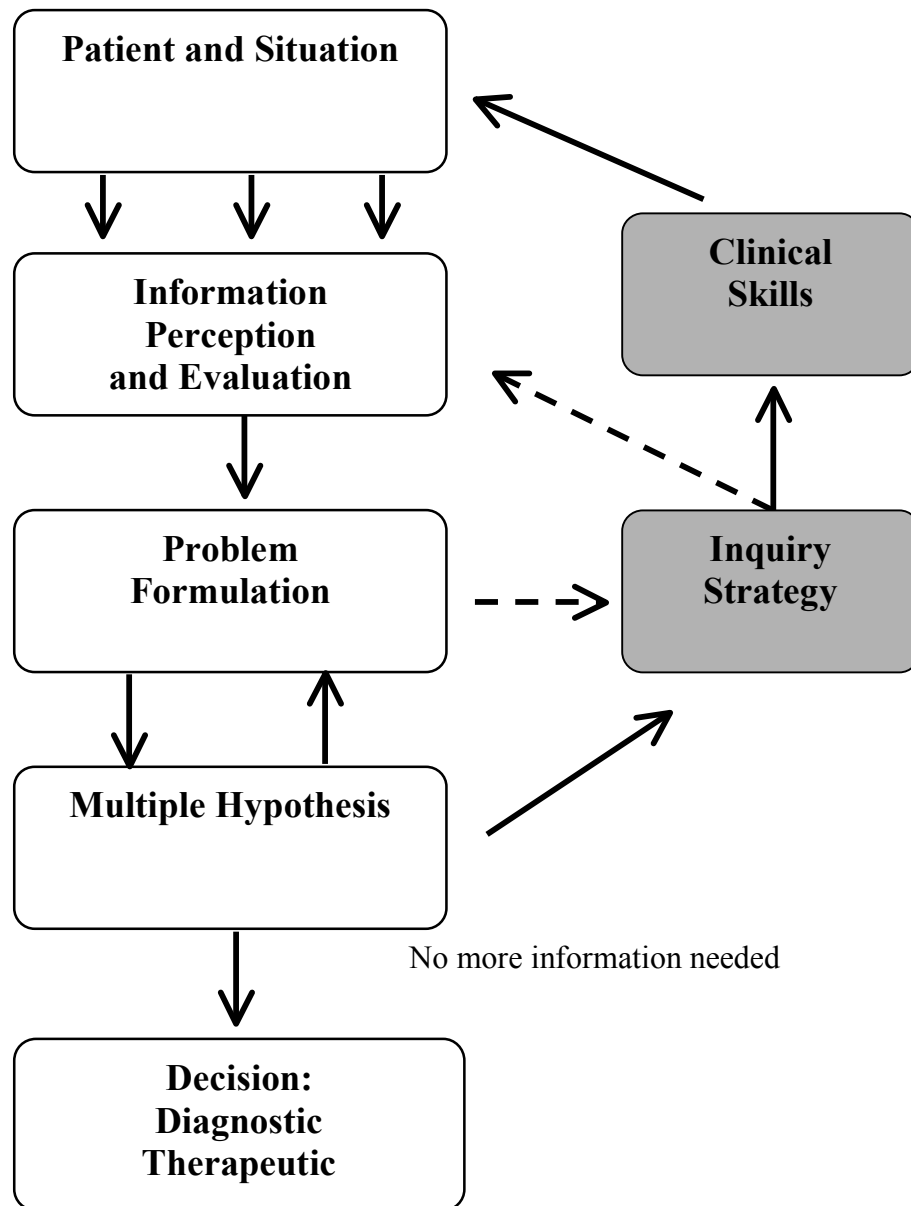 Patient and Situation
Clinical
Skills
Information
Perception
and Evaluation
Problem
Formulation
Inquiry
Strategy
Multiple Hypothesis
No more information needed
Decision:
Diagnostic
Therapeutic